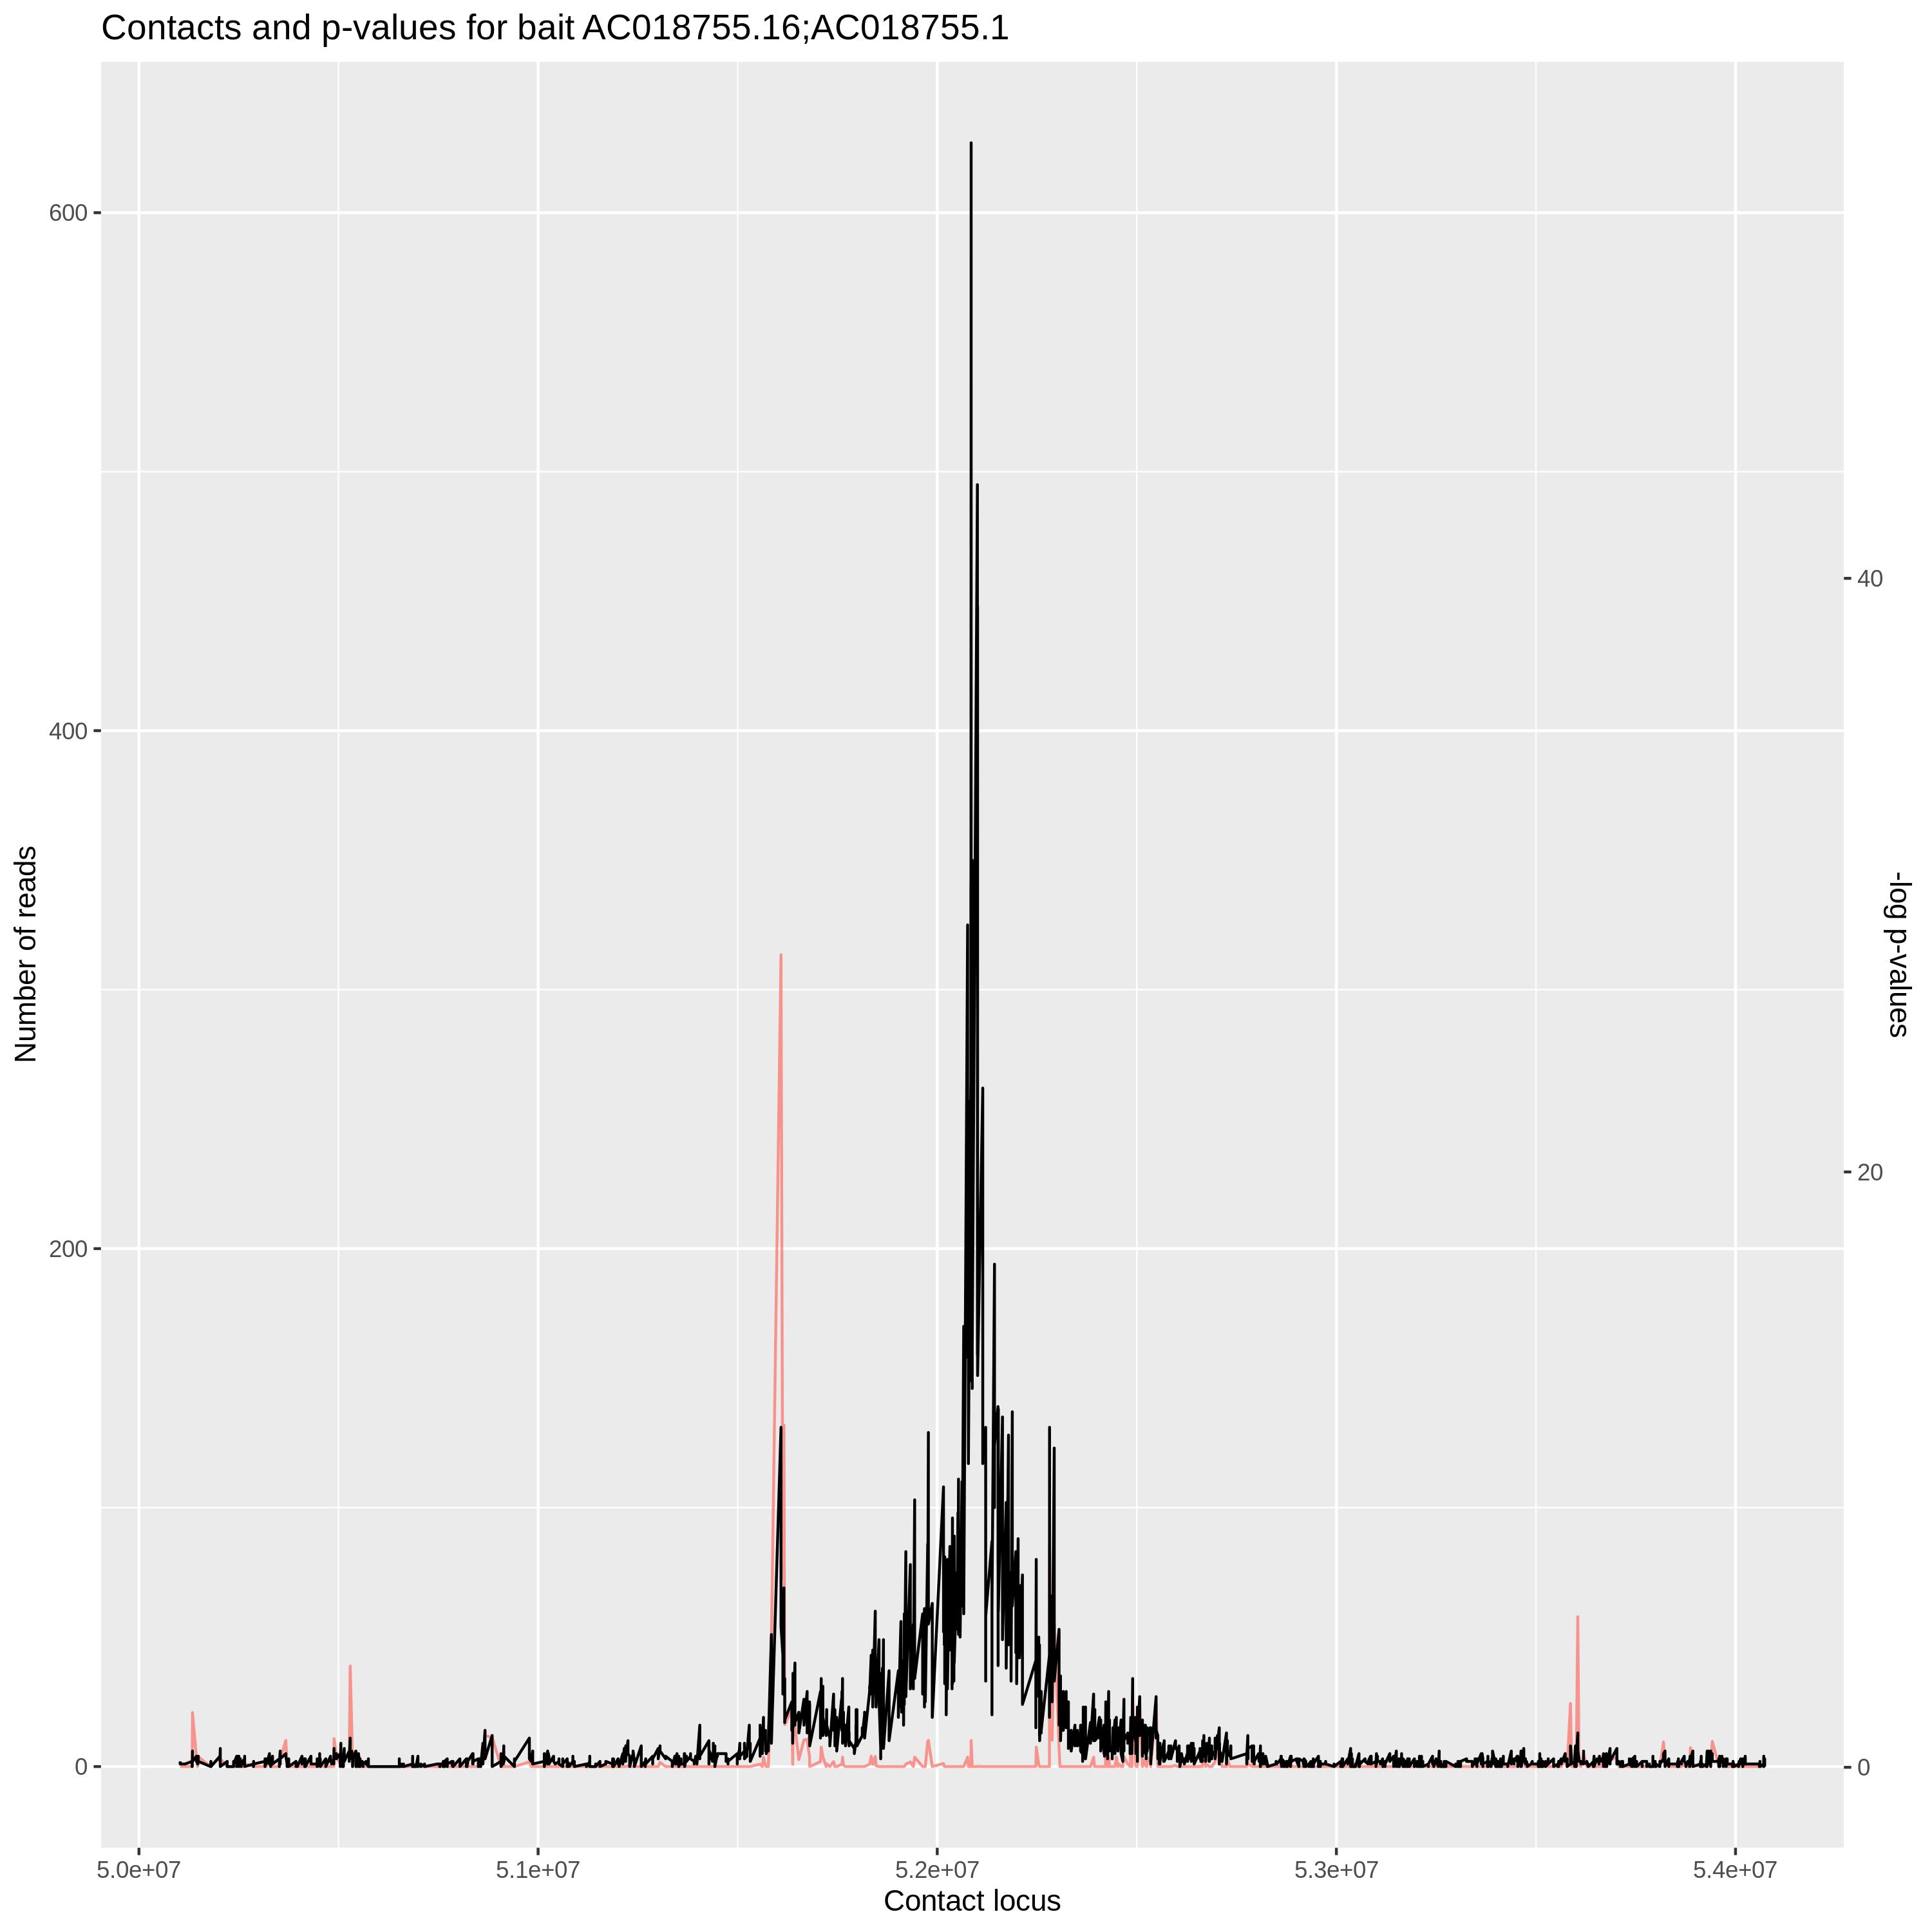 Contacts and p-values for bait AC018755.16;AC018755.1
600
400
200
0
Number of reads
40
20
0
-log p-values
5.0e+07 5.1e+07 5.2e+07 5.3e+07 5.4e+07
Contact locus